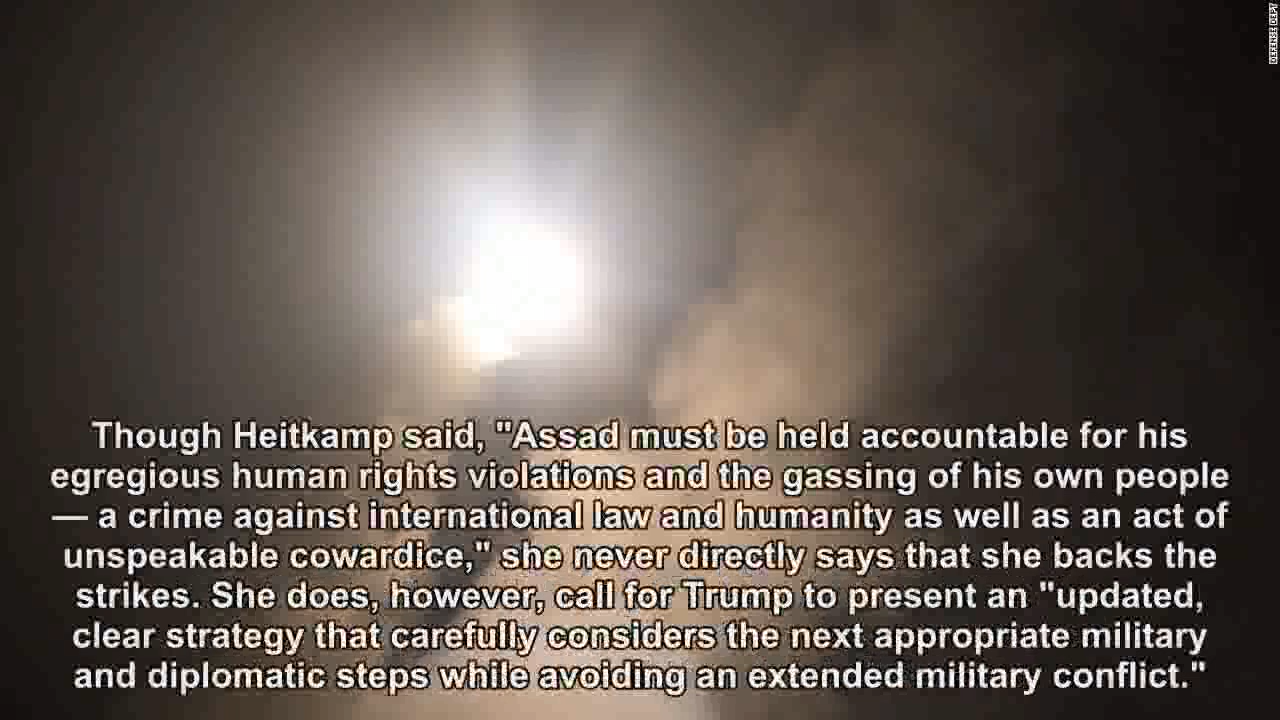 DEFENSE DEPT
Though Heitkamp said, "Assad must be held accountable for his
egregious human rights violations and the gassing of his own people
— a crime against international law and humanity as well as an act of
unspeakable cowardice," she never directly says that she backs the
strikes. She does, however, call for Trump to present an "updated,
clear strategy that carefully considers the next appropriate military
and diplomatic steps while avoiding an extended military conflict."